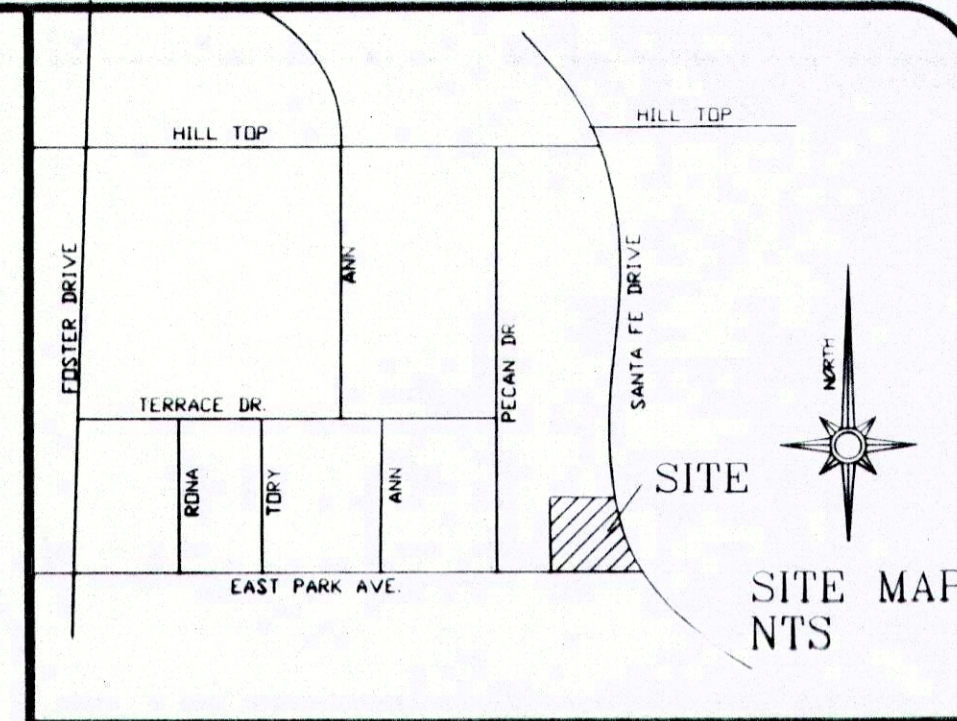 HILL TOP
HILL TOP
FOSTER DRIVE
ANN
PECAN DR
SANTA FE DRIVE
NORTH
TERRACE DR.
RONA
TORY
ANN
SITE
EAST PARK AVE.
SITE MAP
NTS